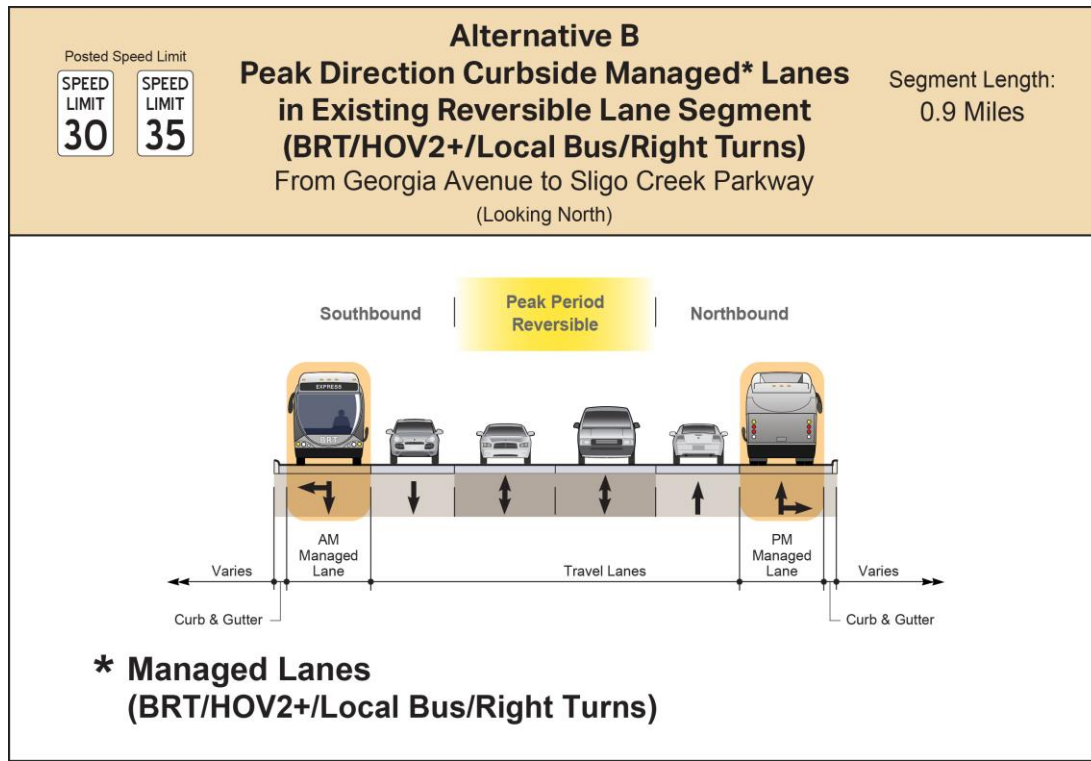 Posted Speed Limit
SPEED
LIMIT
30
SPEED
LIMIT
35
Alternative B
Peak Direction Curbside Managed* Lanes
in Existing Reversible Lane Segment
(BRT/HOV2+/Local Bus/Right Turns)
From Georgia Avenue to Sligo Creek Parkway
(Looking North)
Segment Length:
0.9 Miles
Southbound
Peak Period
Reversible
Northbound
EXPRESS
BRT
AM
Managed
Lane
PM
Managed
Lane
Varies
Travel Lanes
Varies
Curb & Gutter
Curb & Gutter
* Managed Lanes
(BRT/HOV2+/Local Bus/Right Turns)